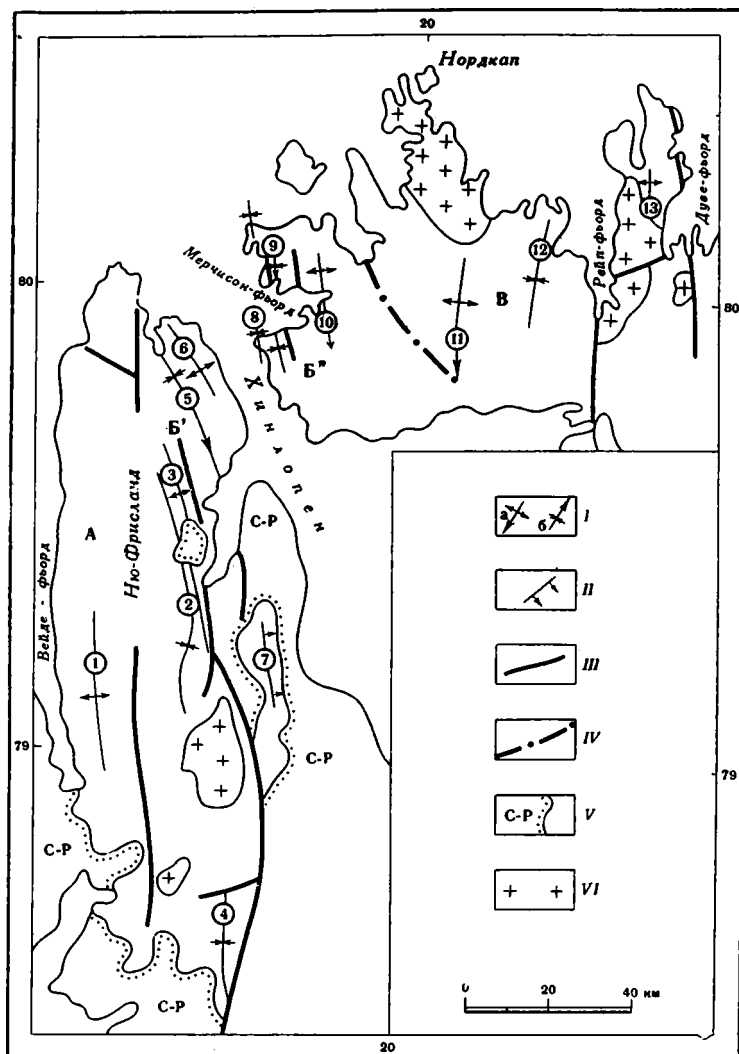 20
Нордкап
Дуве-фьорд
Рейп-фьорд
13
12
9
80
Мерчисон-фьорд
В
8
10
80
11
6
Б"
5
Хинлопен
Б'
3
а
б
I
С-Р
А
Ню-Фрисланд
II
Вейде-фьорд
2
1
7
III
79
IV
79
С-Р
С-Р
V
С-Р
VI
4
С-Р
0
20
40 км
20